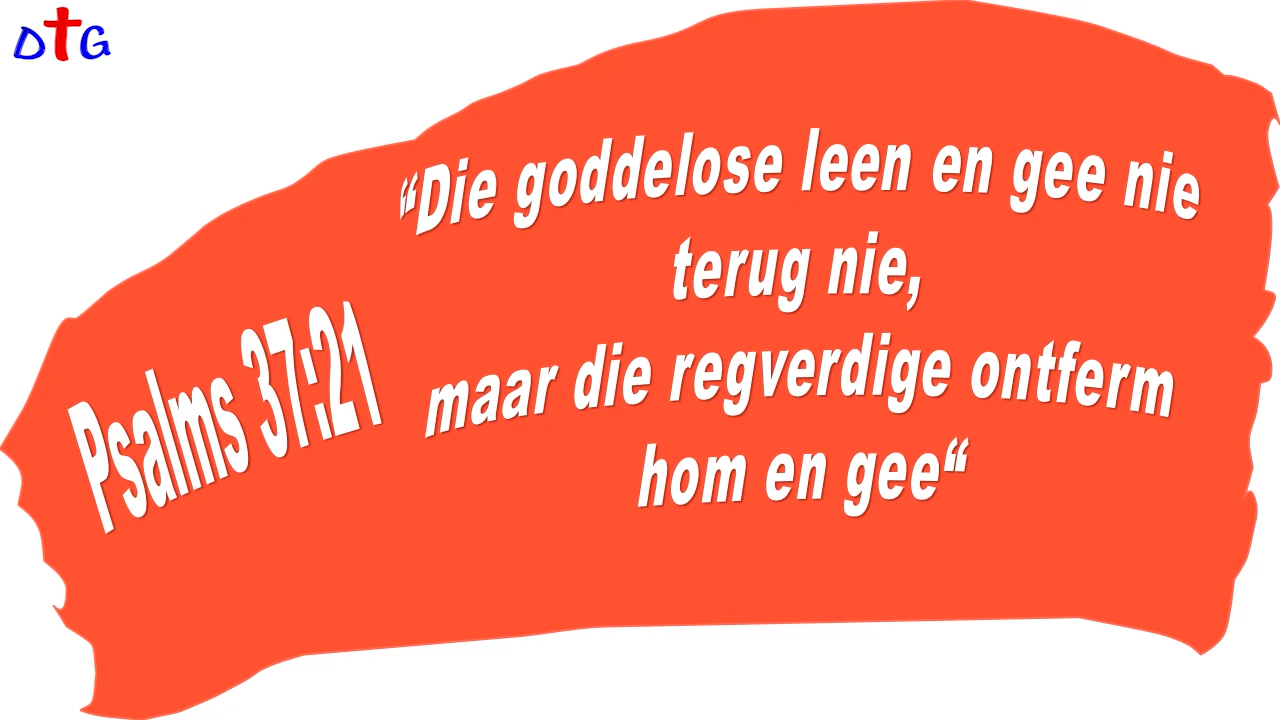 DTG
Psalms 37:21
“Die goddelose leen en gee nie
terug nie,
maar die regverdige ontferm
hom en gee“